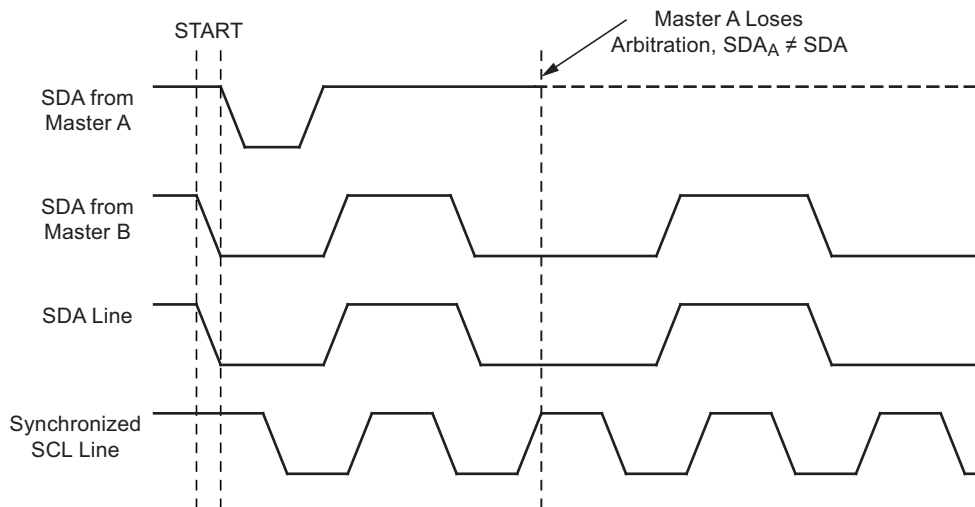 START
Master A Loses
Arbitration, SDA_A ≠ SDA
SDA from
Master A
SDA from
Master B
SDA Line
Synchronized
SCL Line